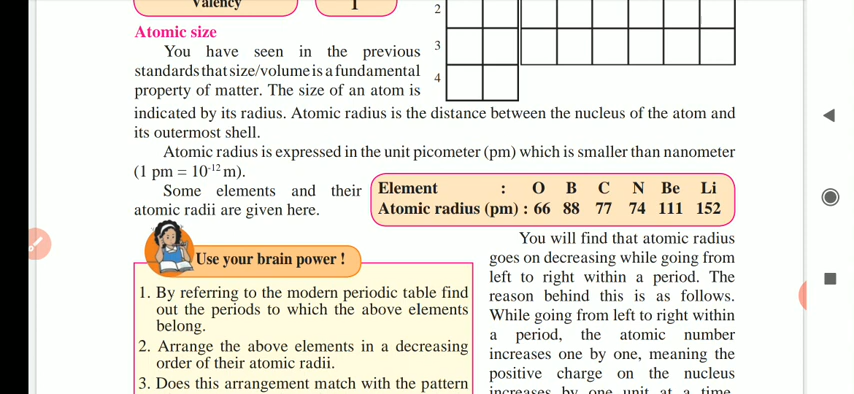 Valency
1
2
3
4
Atomic size
You have seen in the previous
standards that size/volume is a fundamental
property of matter. The size of an atom is
indicated by its radius. Atomic radius is the distance between the nucleus of the atom and
its outermost shell.
Atomic radius is expressed in the unit picometer (pm) which is smaller than nanometer
(1 pm = 10⁻¹² m).
Some elements and their
atomic radii are given here.
Element : O B C N Be Li
Atomic radius (pm) : 66 88 77 74 111 152
Use your brain power !
1. By referring to the modern periodic table find
out the periods to which the above elements
belong.
2. Arrange the above elements in a decreasing
order of their atomic radii.
3. Does this arrangement match with the pattern
You will find that atomic radius
goes on decreasing while going from
left to right within a period. The
reason behind this is as follows.
While going from left to right within
a period, the atomic number
increases one by one, meaning the
positive charge on the nucleus
increases by one unit at a time.